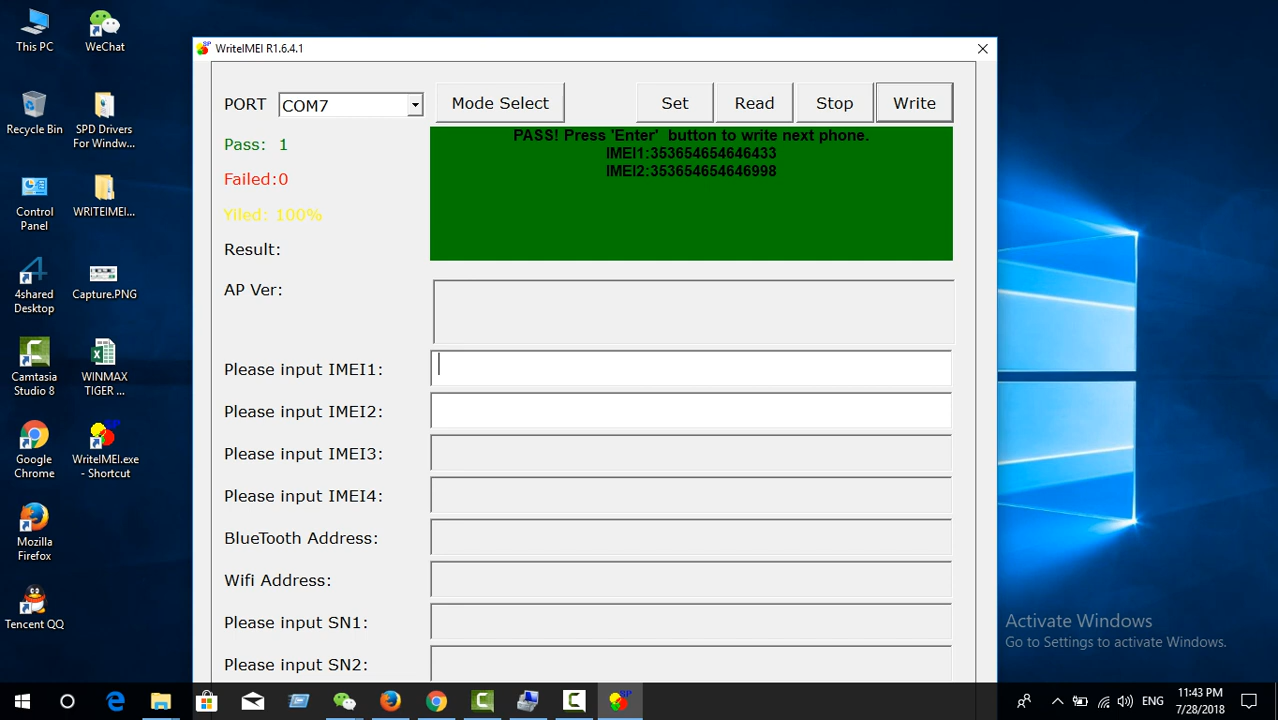 This PC
WeChat
Recycle Bin
SPD Drivers
For Windw...
Control
Panel
WRITEIMEI...
4shared
Desktop
Capture.PNG
Camtasia
Studio 8
WINMAX
TIGER ...
Google
Chrome
WriteIMEI.exe
- Shortcut
Mozilla
Firefox
Tencent QQ
SP
WriteIMEI R1.6.4.1
PORT
COM7
Mode Select
Set
Read
Stop
Write
Pass: 1
Failed:0
Yiled: 100%
Result:
PASS! Press 'Enter' button to write next phone.
IMEI1:353654654646433
IMEI2:353654654646998
AP Ver:
Please input IMEI1:
Please input IMEI2:
Please input IMEI3:
Please input IMEI4:
BlueTooth Address:
Wifi Address:
Please input SN1:
Please input SN2:
Activate Windows
Go to Settings to activate Windows.
SP
ENG
11:43 PM
7/28/2018